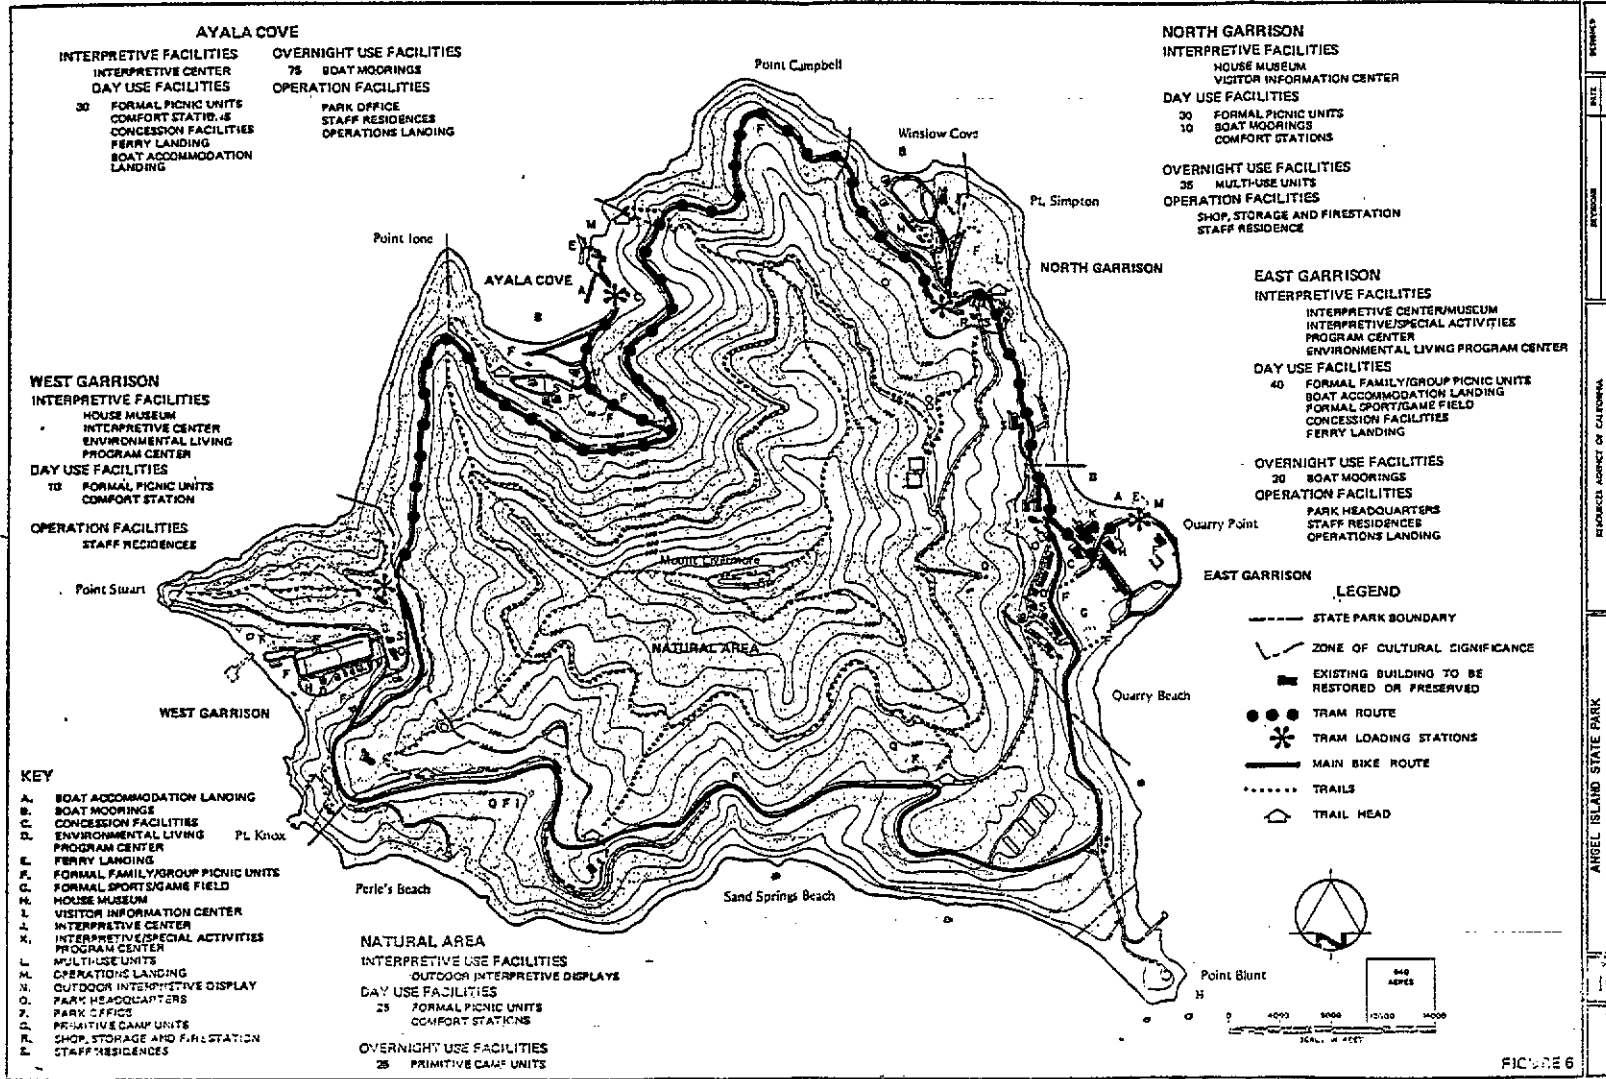 AYALA COVE
INTERPRETIVE FACILITIES
INTERPRETIVE CENTER
DAY USE FACILITIES
30 FORMAL PICNIC UNITS
COMFORT
CONCESSION FACILITIES
FERRY LANDING
BOAT ACCOMMODATION
LANDING
OVERNIGHT USE FACILITIES
75 BOAT MOORINGS
OPERATION FACILITIES
PARK OFFICE
STAFF RESIDENCES
OPERATIONS LANDING
NORTH GARRISON
INTERPRETIVE FACILITIES
HOUSE MUSEUM
VISITOR INFORMATION CENTER
DAY USE FACILITIES
30 FORMAL PICNIC UNITS
10 BOAT MOORINGS
COMFORT STATIONS
OVERNIGHT USE FACILITIES
35 MULTI-USE UNITS
OPERATION FACILITIES
SHOP, STORAGE AND FIRESTATION
STAFF RESIDENCE
EAST GARRISON
INTERPRETIVE FACILITIES
INTERPRETIVE CENTER/MUSEUM
INTERPRETIVE/SPECIAL ACTIVITIES
PROGRAM CENTER
ENVIRONMENTAL LIVING PROGRAM CENTER
DAY USE FACILITIES
40 FORMAL FAMILY/GROUP PICNIC UNITS
BOAT ACCOMMODATION LANDING
FORMAL SPORT/GAME FIELD
CONCESSION FACILITIES
FERRY LANDING
OVERNIGHT USE FACILITIES
30 BOAT MOORINGS
OPERATION FACILITIES
PARK HEADQUARTERS
STAFF RESIDENCES
OPERATIONS LANDING
WEST GARRISON
INTERPRETIVE FACILITIES
HOUSE MUSEUM
INTERPRETIVE CENTER
ENVIRONMENTAL LIVING
PROGRAM CENTER
DAY USE FACILITIES
10 FORMAL PICNIC UNITS
COMFORT STATION
OPERATION FACILITIES
STAFF RESIDENCES
Point Campbell
Winslow Cove
Pt. Simpton
Point Ione
AYALA COVE
NORTH GARRISON
Quarry Point
EAST GARRISON
Mount Livermore
Point Stuart
NATURAL AREA
Quarry Beach
WEST GARRISON
Pt. Knox
Perle's Beach
Sand Springs Beach
Point Blunt
LEGEND
STATE PARK BOUNDARY
ZONE OF CULTURAL SIGNIFICANCE
EXISTING BUILDING TO BE
RESTORED OR PRESERVED
TRAM ROUTE
TRAM LOADING STATIONS
MAIN BIKE ROUTE
TRAILS
TRAIL HEAD
KEY
A. BOAT ACCOMMODATION LANDING
B. BOAT MOORINGS
C. CONCESSION FACILITIES
D. ENVIRONMENTAL LIVING
PROGRAM CENTER
E. FERRY LANDING
F. FORMAL FAMILY/GROUP PICNIC UNITS
G. FORMAL SPORTS/GAME FIELD
H. HOUSE MUSEUM
I. VISITOR INFORMATION CENTER
J. INTERPRETIVE CENTER
K. INTERPRETIVE/SPECIAL ACTIVITIES
PROGRAM CENTER
L. MULTI-USE UNITS
M. OPERATIONS LANDING
N. OUTDOOR INTERPRETIVE DISPLAY
O. PARK HEADQUARTERS
P. PARK OFFICE
Q. PRIMITIVE CAMP UNITS
R. SHOP, STORAGE AND FIRESTATION
S. STAFF RESIDENCES
NATURAL AREA
INTERPRETIVE USE FACILITIES
OUTDOOR INTERPRETIVE DISPLAYS
DAY USE FACILITIES
25 FORMAL PICNIC UNITS
COMFORT STATIONS
OVERNIGHT USE FACILITIES
25 PRIMITIVE CAMP UNITS
640
ACRES
SCALE IN FEET
FIGURE 6
DESIGNED
DATE
RESOURCES AGENCY OF CALIFORNIA
ANGEL ISLAND STATE PARK